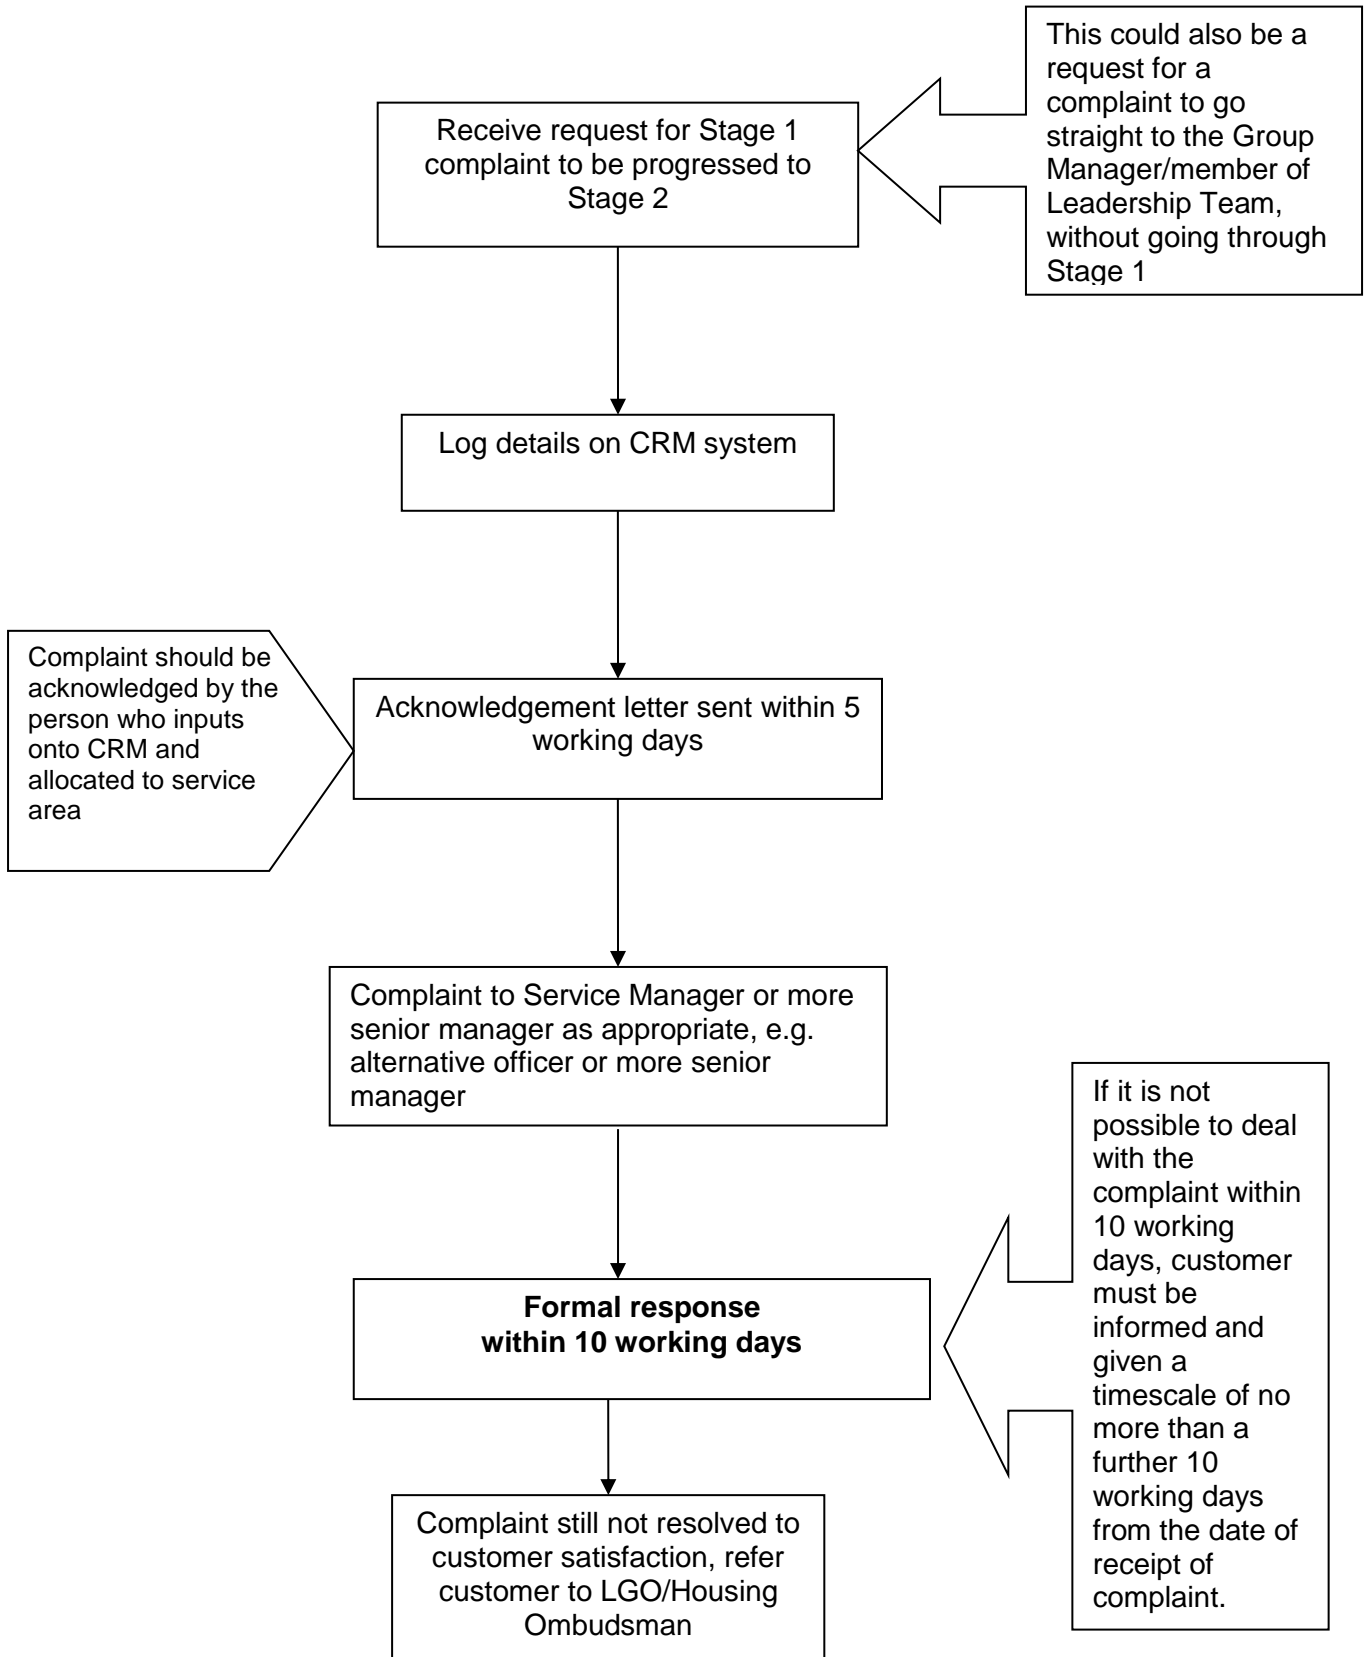 This could also be a
request for a
complaint to go
straight to the Group
Manager/member of
Leadership Team,
without going through
Stage 1
Receive request for Stage 1
complaint to be progressed to
Stage 2
Log details on CRM system
Complaint should be
acknowledged by the
person who inputs
onto CRM and
allocated to service
area
Acknowledgement letter sent within 5
working days
Complaint to Service Manager or more
senior manager as appropriate, e.g.
alternative officer or more senior
manager
If it is not
possible to deal
with the
complaint within
10 working
days, customer
must be
informed and
given a
timescale of no
more than a
further 10
working days
from the date of
receipt of
complaint.
Formal response
within 10 working days
Complaint still not resolved to
customer satisfaction, refer
customer to LGO/Housing
Ombudsman